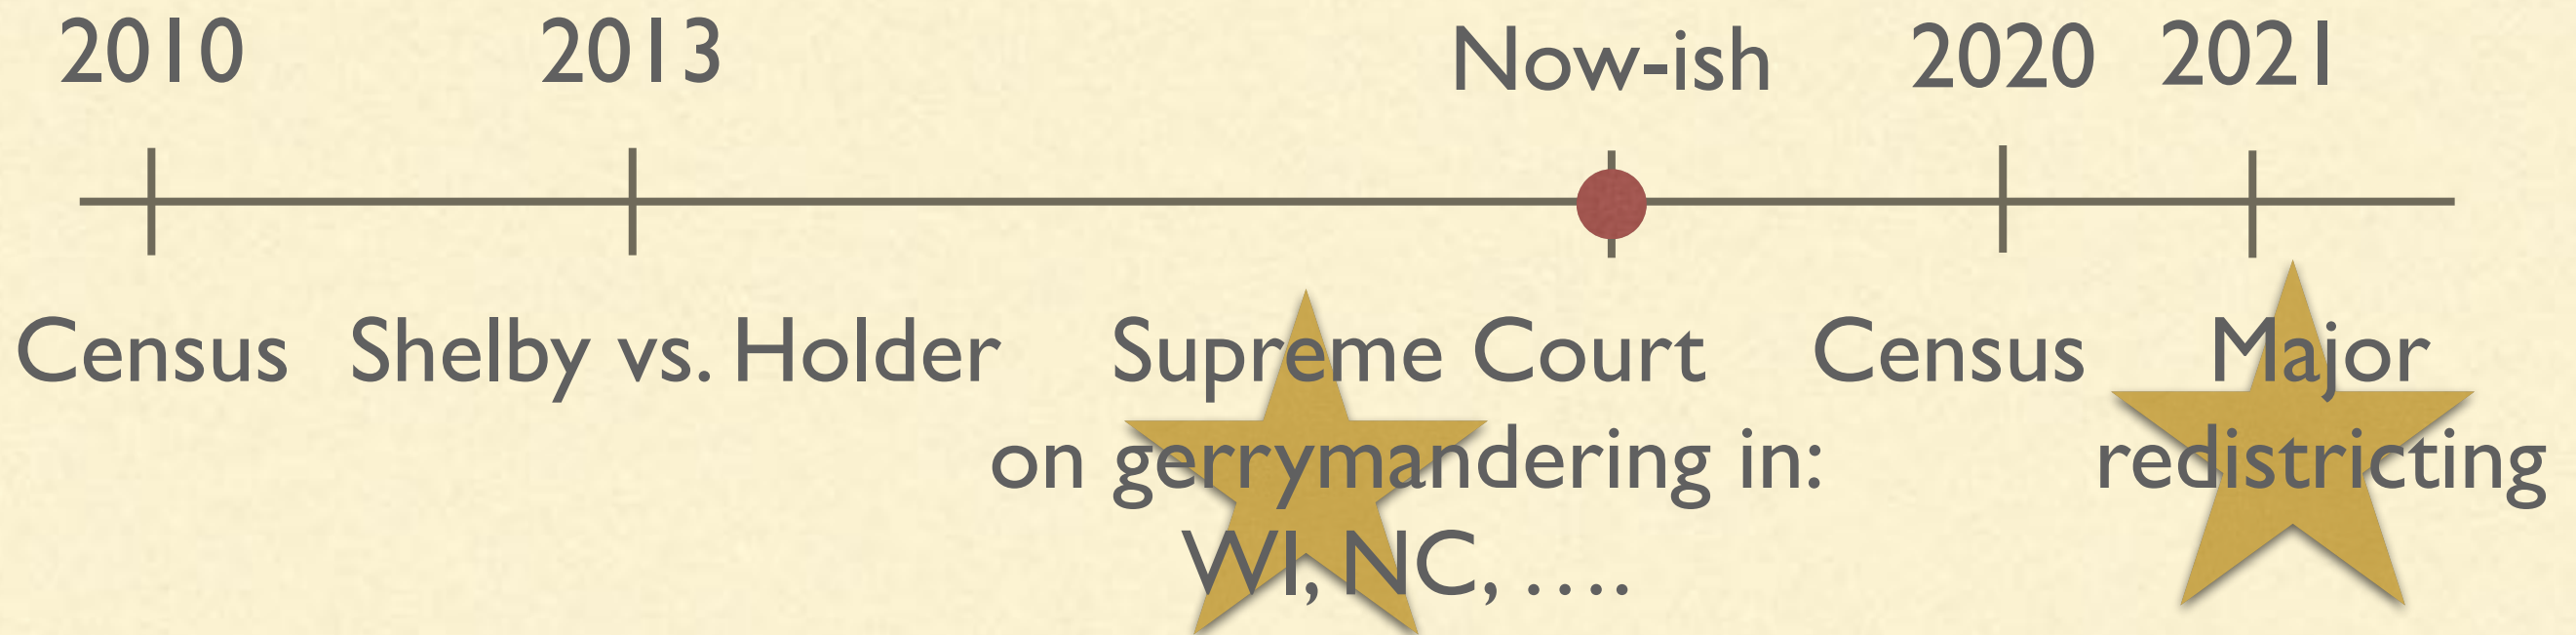 2010 2013 Now-ish 2020 2021
Census Shelby vs. Holder Supreme Court Census Major
on gerrymandering in: redistricting
WI, NC, ….